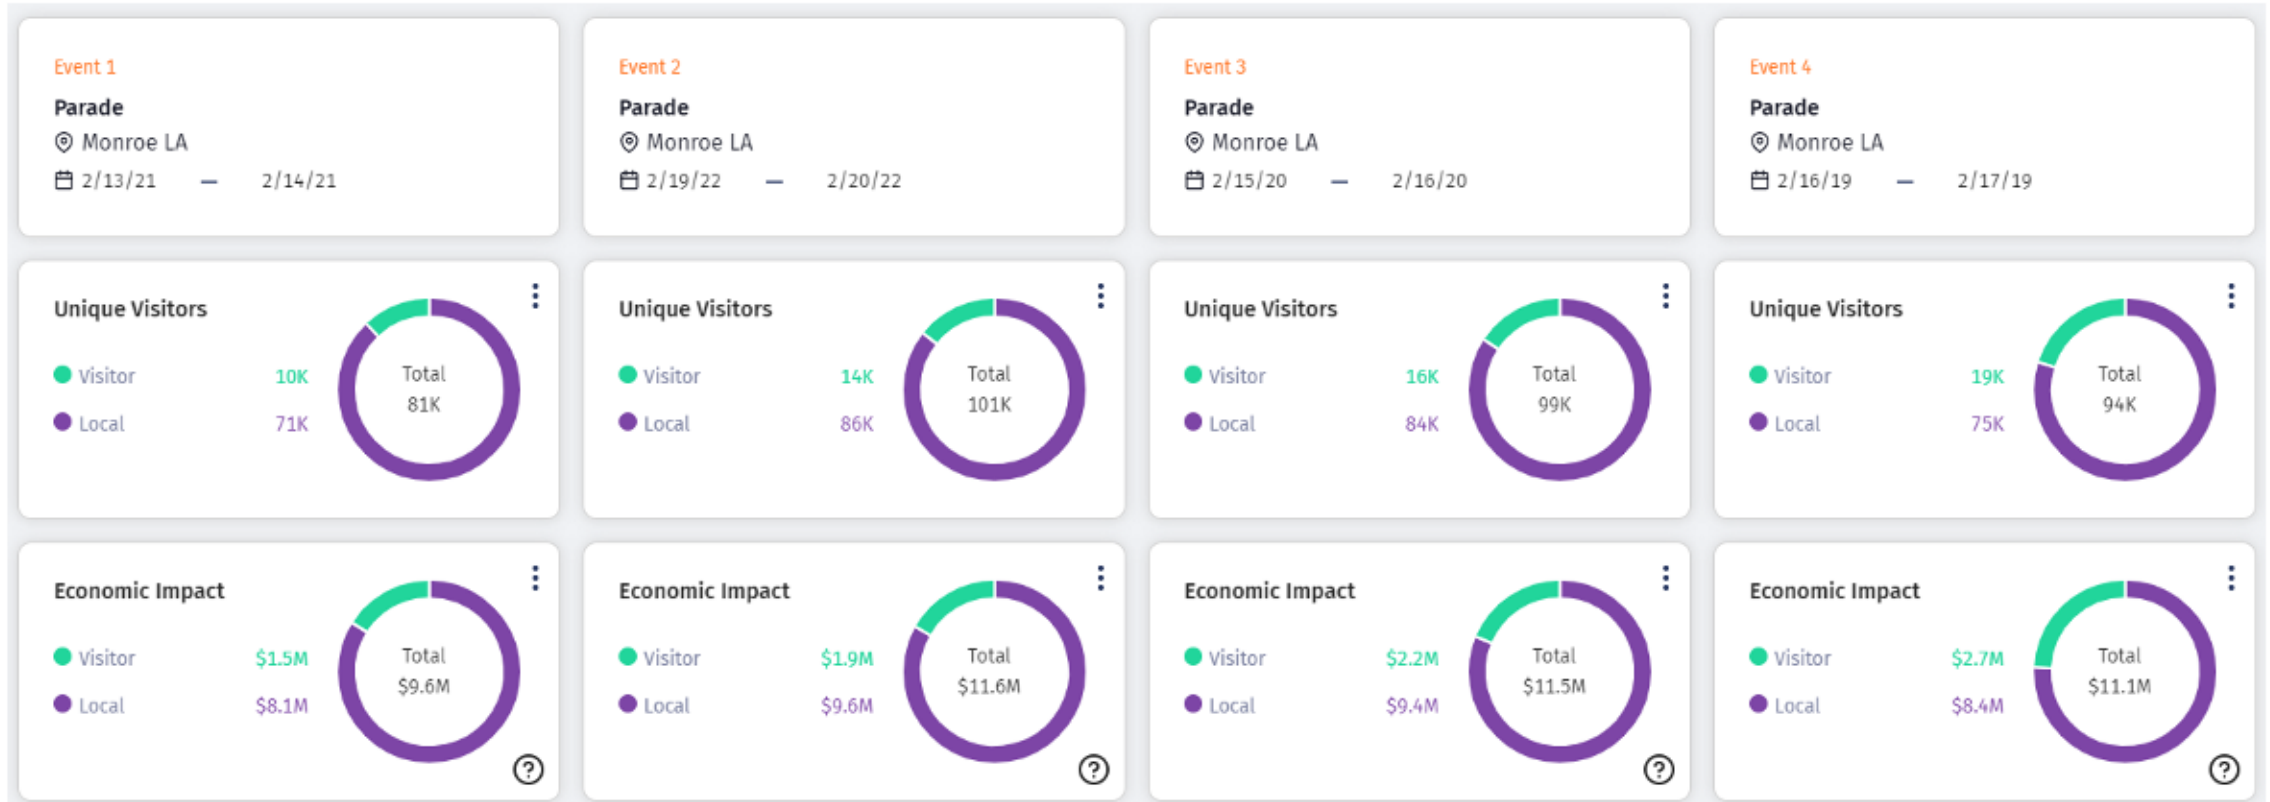 Event 1
Parade
Monroe LA
2/13/21 — 2/14/21
Event 2
Parade
Monroe LA
2/19/22 — 2/20/22
Event 3
Parade
Monroe LA
2/15/20 — 2/16/20
Event 4
Parade
Monroe LA
2/16/19 — 2/17/19
Unique Visitors
Visitor 10K
Local 71K
Total
81K
Unique Visitors
Visitor 14K
Local 86K
Total
101K
Unique Visitors
Visitor 16K
Local 84K
Total
99K
Unique Visitors
Visitor 19K
Local 75K
Total
94K
Economic Impact
Visitor $1.5M
Local $8.1M
Total
$9.6M
?
Economic Impact
Visitor $1.9M
Local $9.6M
Total
$11.6M
?
Economic Impact
Visitor $2.2M
Local $9.4M
Total
$11.5M
?
Economic Impact
Visitor $2.7M
Local $8.4M
Total
$11.1M
?